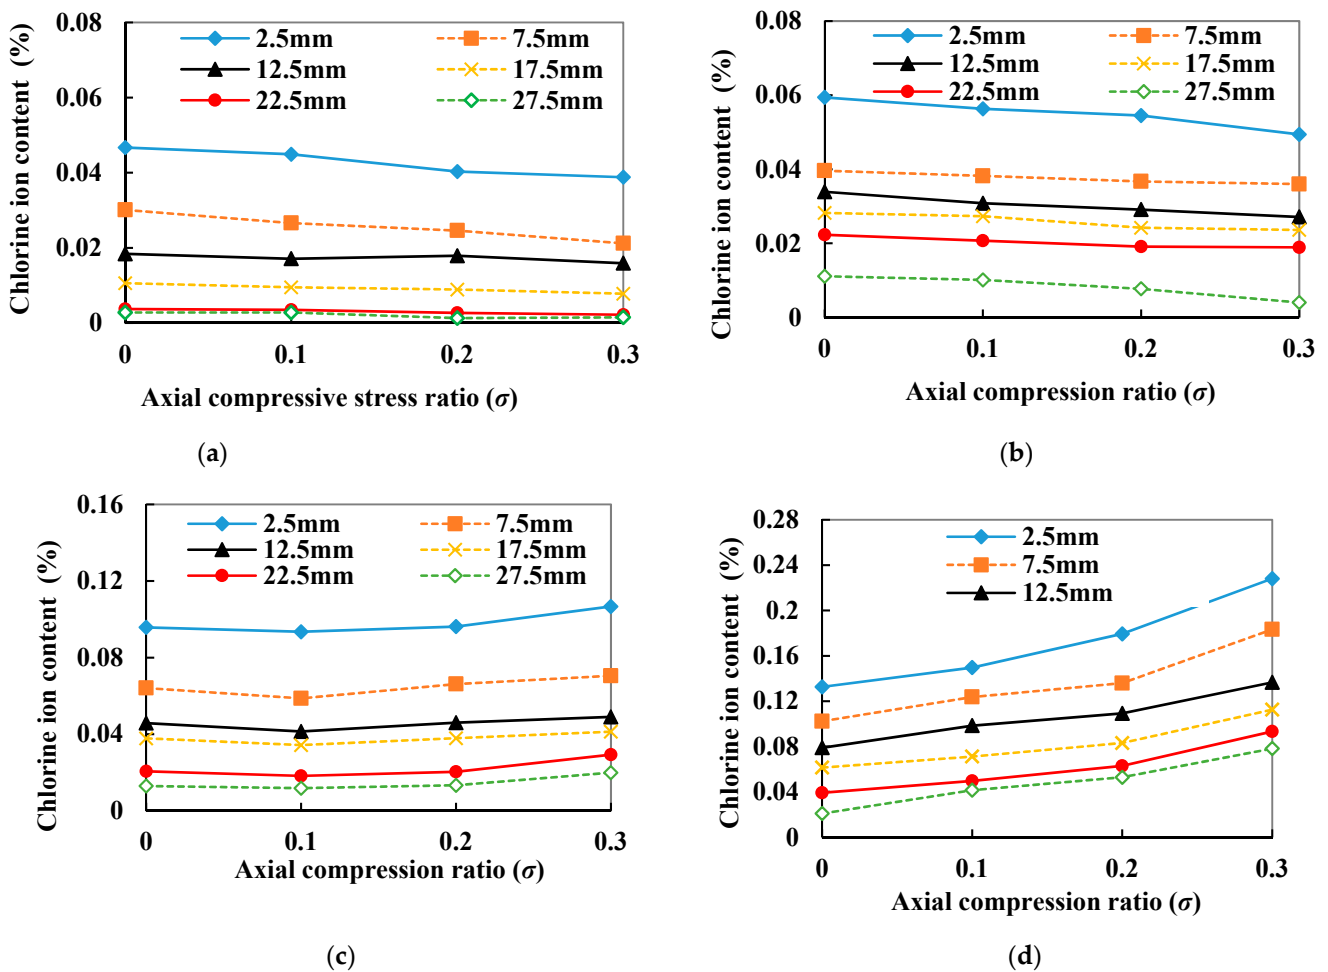 Chlorine ion content (%)
0.08
0.06
0.04
0.02
0
2.5mm 7.5mm
12.5mm 17.5mm
22.5mm 27.5mm
0 0.1 0.2 0.3
Axial compressive stress ratio (σ)
(a)
Chlorine ion content (%)
0.08
0.06
0.04
0.02
0
2.5mm 7.5mm
12.5mm 17.5mm
22.5mm 27.5mm
0 0.1 0.2 0.3
Axial compression ratio (σ)
(b)
Chlorine ion content (%)
0.16
0.12
0.08
0.04
0
2.5mm 7.5mm
12.5mm 17.5mm
22.5mm 27.5mm
0 0.1 0.2 0.3
Axial compression ratio (σ)
(c)
Chlorine ion content (%)
0.28
0.24
0.2
0.16
0.12
0.08
0.04
0
2.5mm
7.5mm
12.5mm
0 0.1 0.2 0.3
Axial compression ratio (σ)
(d)